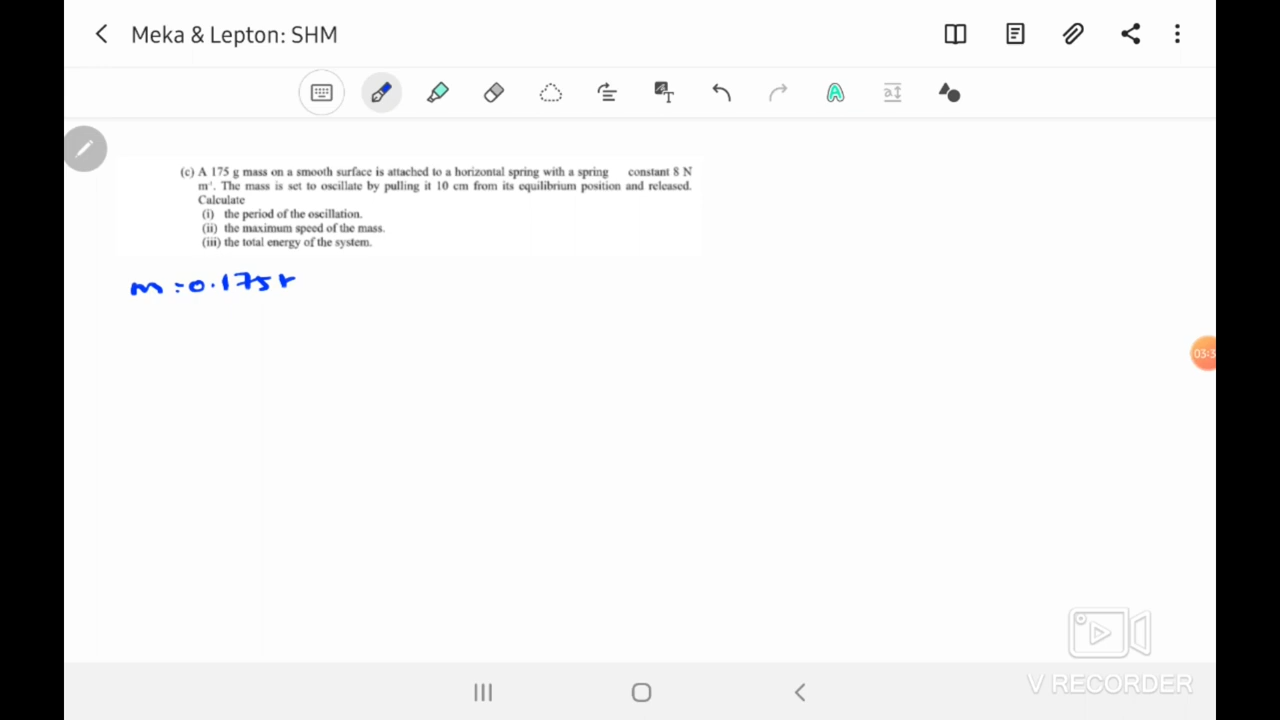 Meka & Lepton: SHM
(c) A 175 g mass on a smooth surface is attached to a horizontal spring with a spring constant 8 N
m⁻¹. The mass is set to oscillate by pulling it 10 cm from its equilibrium position and released.
Calculate
(i) the period of the oscillation.
(ii) the maximum speed of the mass.
(iii) the total energy of the system.
m = 0.175
03:3
V RECORDER